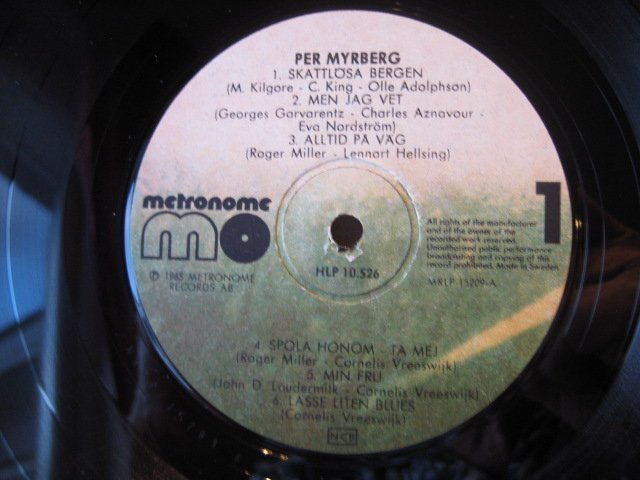 PER MYRBERG
1. SKATTLÖSA BERGEN
(M. Kilgore - C. King - Olle Adolphson)
2. MEN JAG VET
(Georges Garvarentz - Charles Aznavour -
Eva Nordström)
3. ALLTID PÅ VÄG
(Roger Miller - Lennart Hellsing)
metronome
mo
1
All rights of the manufacturer
and of the owner of the
recorded work reserved.
Unauthorised public performance
broadcasting and copying of this
record prohibited. Made in Sweden.
HLP 10.526
℗ 1965 METRONOME
RECORDS AB
MRLP 15209-A
4. SPOLA HONOM - TA MEJ
(Roger Miller - Cornelis Vreeswijk)
5. MIN FRU
(John D. Loudermilk - Cornelis Vreeswijk)
6. LASSE LITEN BLUES
(Cornelis Vreeswijk)
NCB